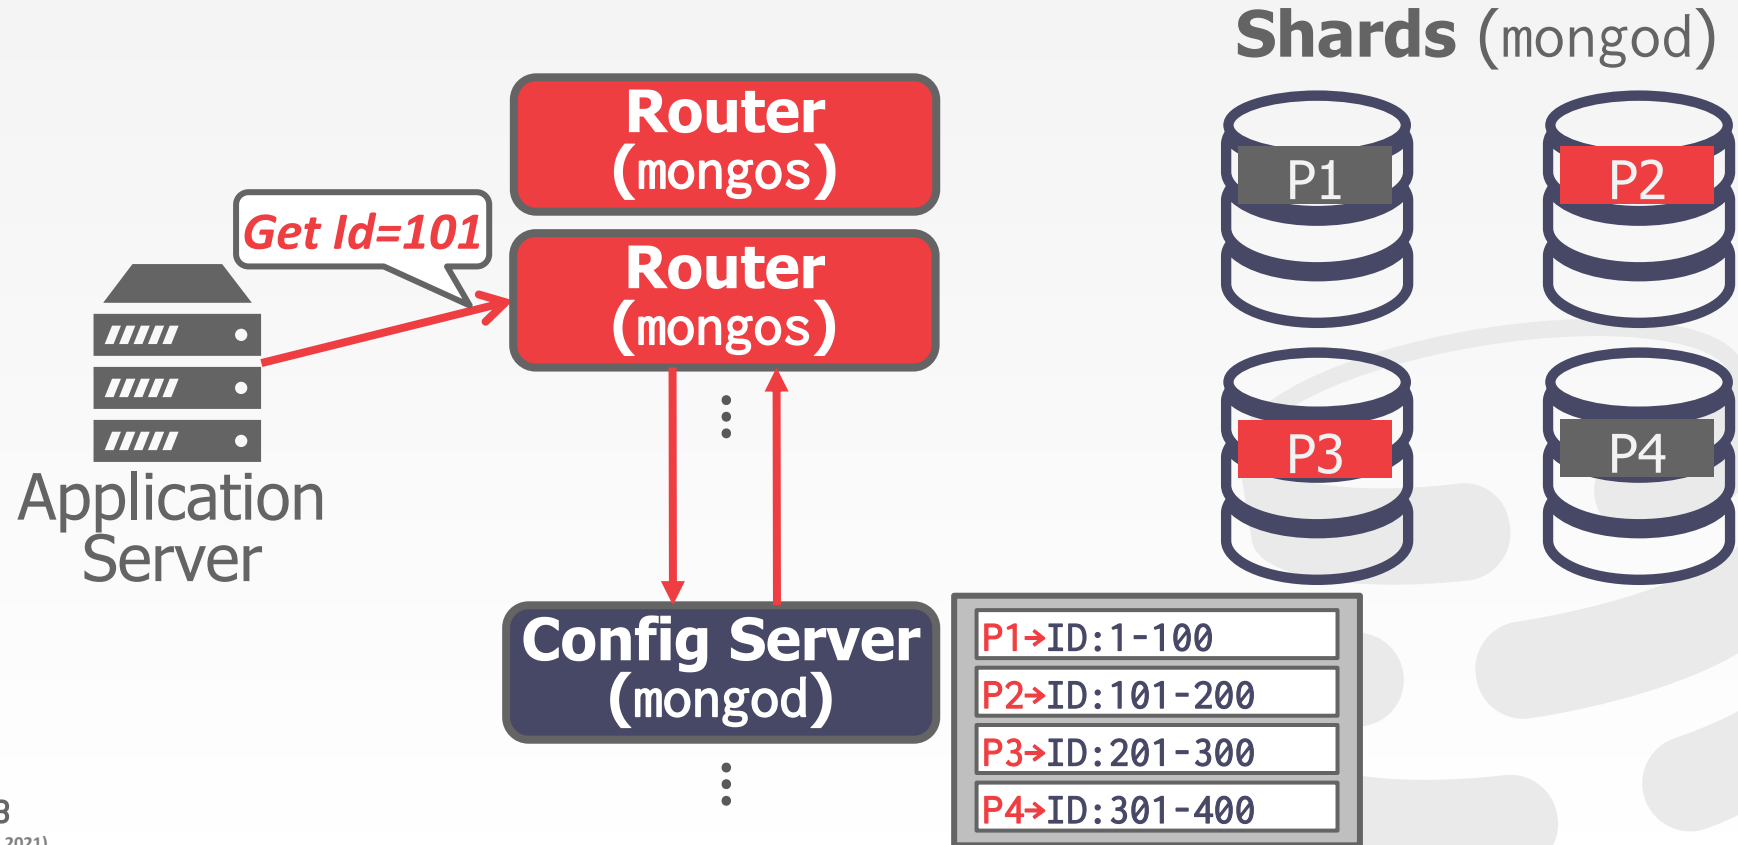 Shards (mongod)
Router
(mongos)
P1
P2
Get Id=101
Router
(mongos)
P3
P4
Application
Server
Config Server
(mongod)
P1→ID:1-100
P2→ID:101-200
P3→ID:201-300
P4→ID:301-400
2021)